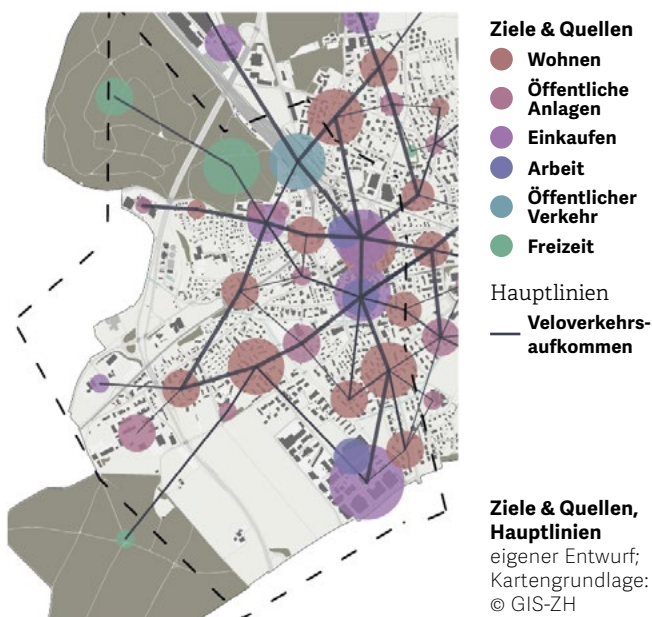 Ziele & Quellen
Wohnen
Öffentliche
Anlagen
Einkaufen
Arbeit
Öffentlicher
Verkehr
Freizeit
Hauptlinien
Veloverkehrs-
aufkommen
Ziele & Quellen,
Hauptlinien
eigener Entwurf;
Kartengrundlage:
© GIS-ZH